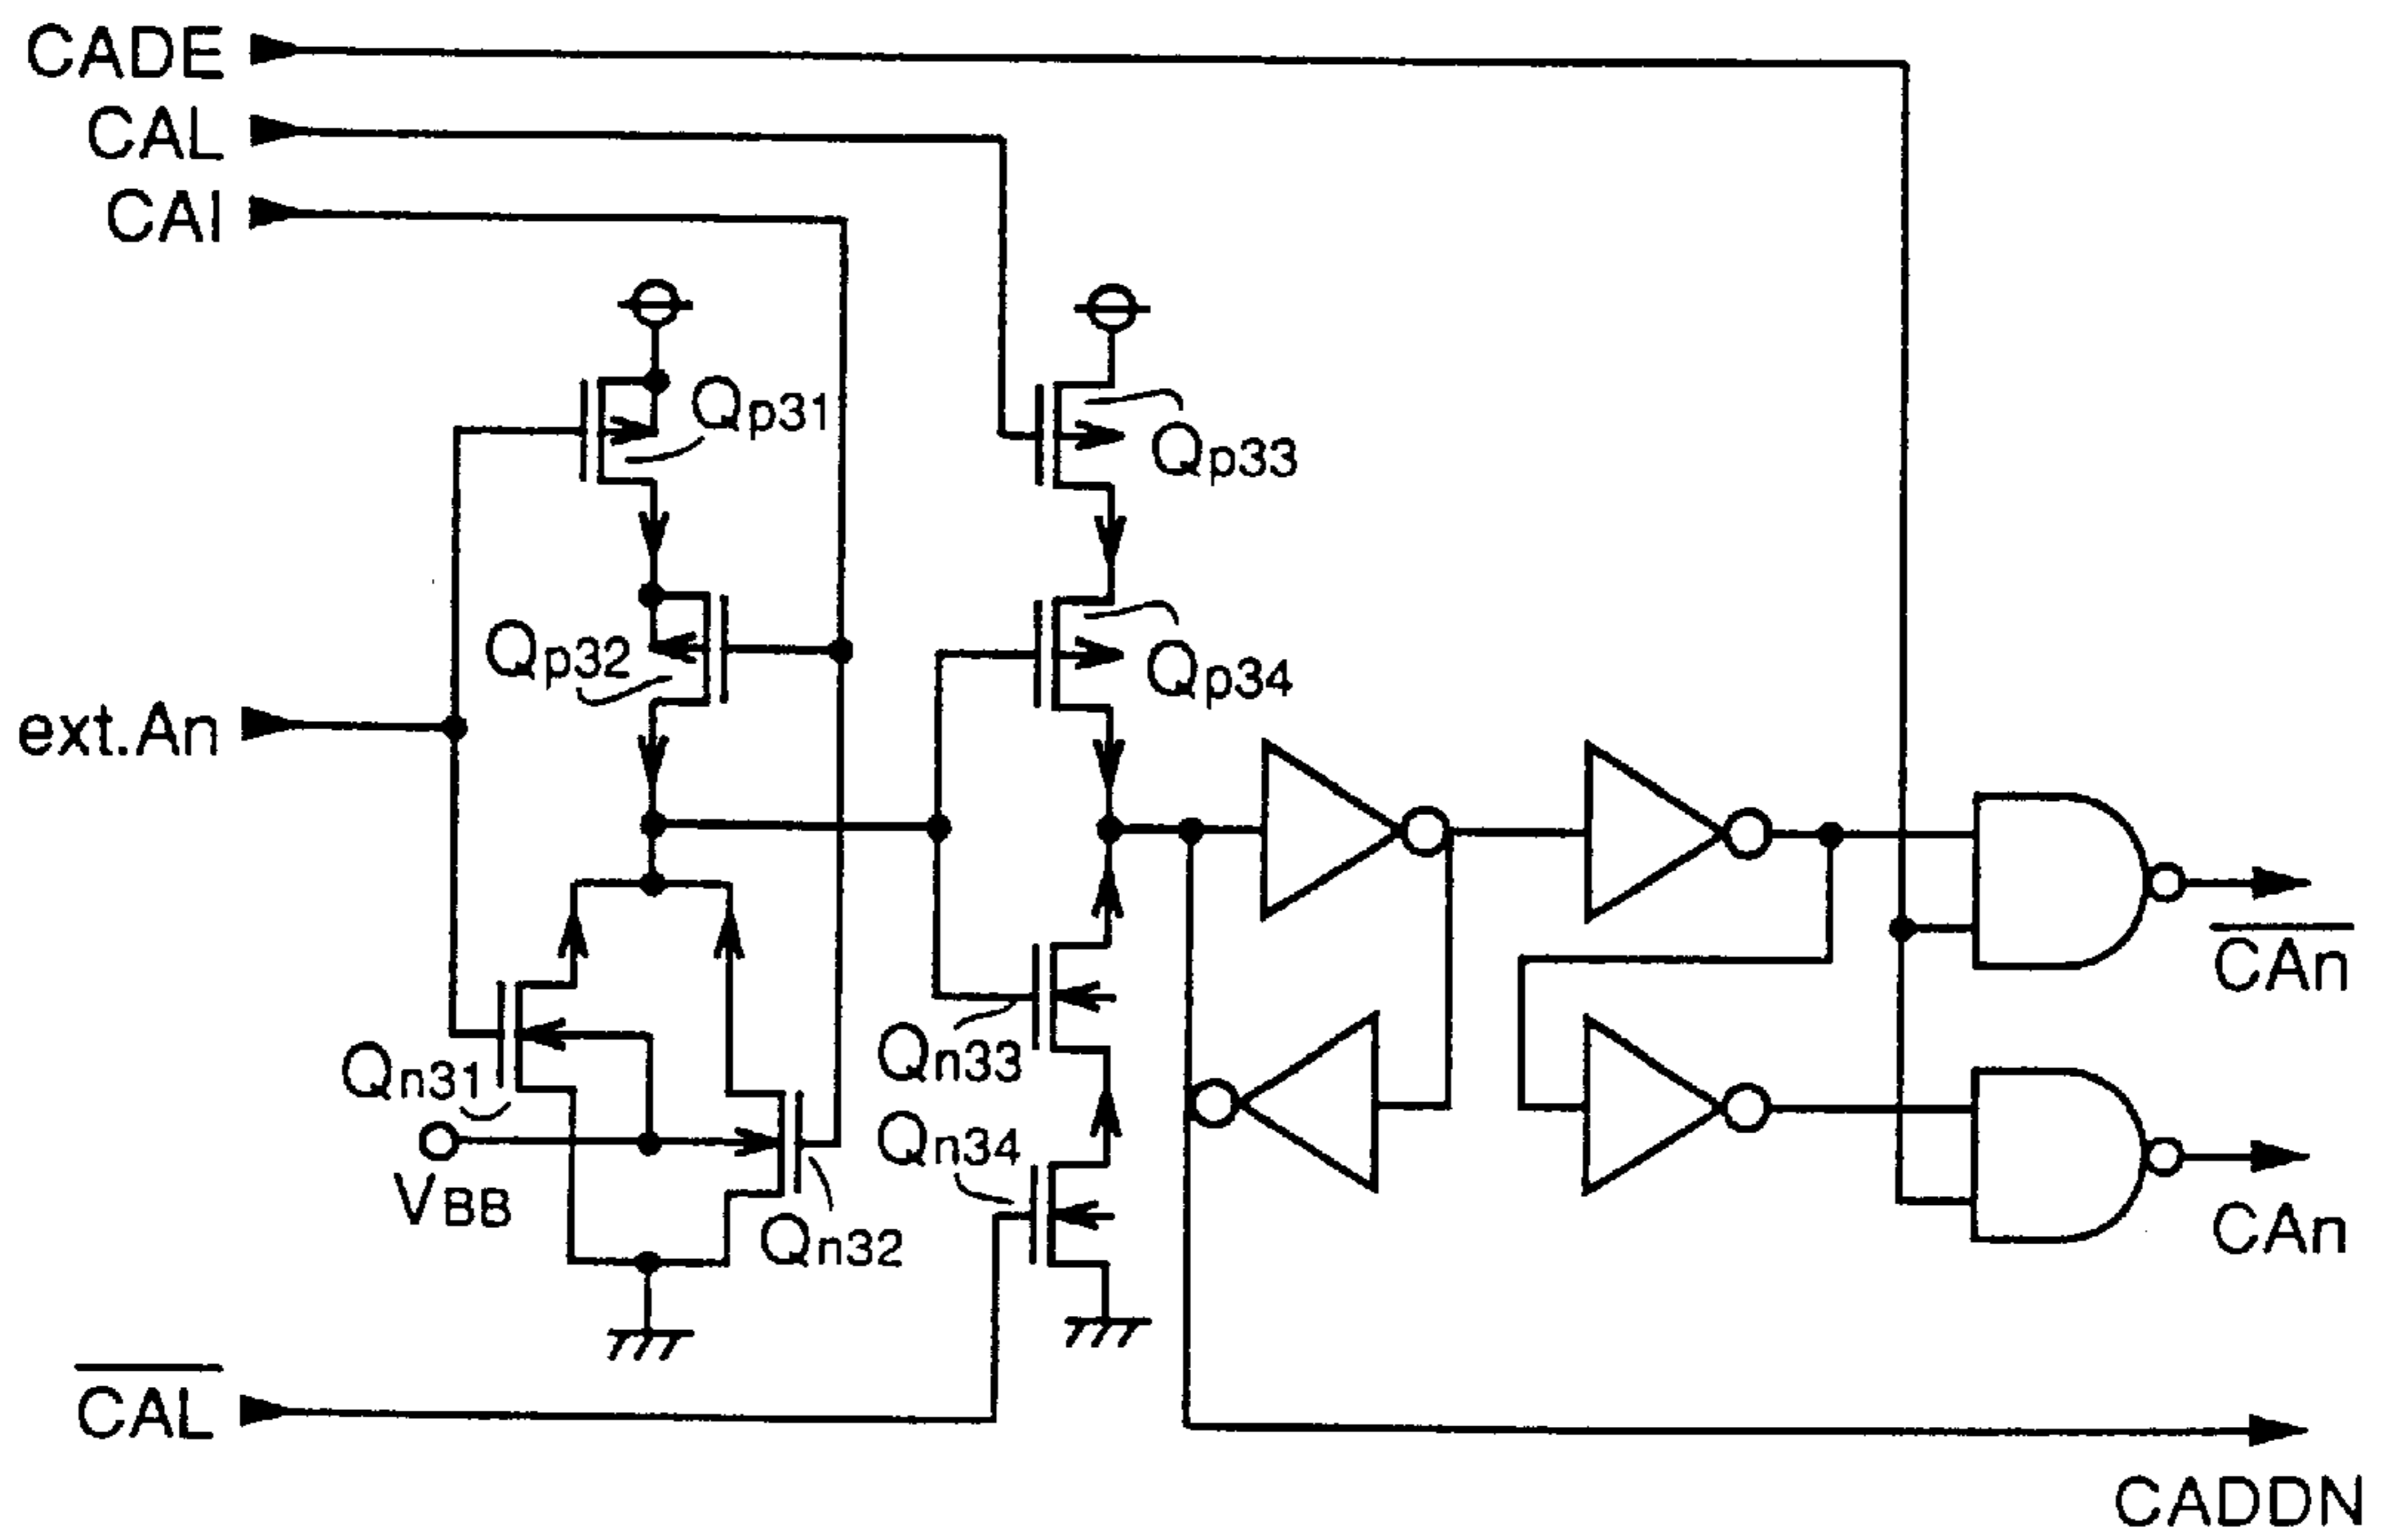 CADE
CAL
CAI
Qp31
Qp33
Qp32
Qp34
ext.An
CAn
Qn31
Qn33
Qn34
VBB
Qn32
CAn
CAL
CADDN